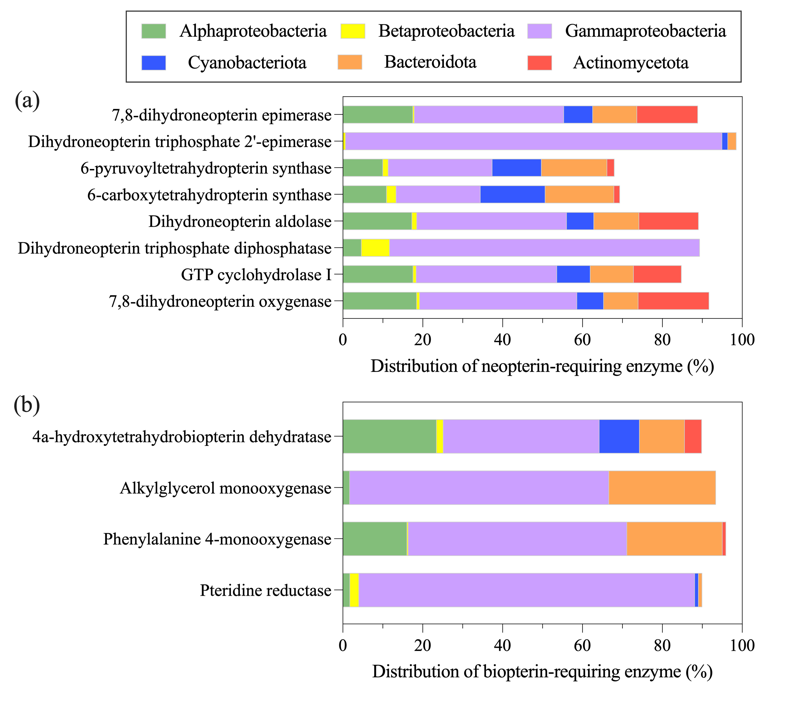 Alphaproteobacteria Betaproteobacteria Gammaproteobacteria
Cyanobacteriota Bacteroidota Actinomycetota
(a)
7,8-dihydroneopterin epimerase
Dihydroneopterin triphosphate 2'-epimerase
6-pyruvoyltetrahydropterin synthase
6-carboxytetrahydropterin synthase
Dihydroneopterin aldolase
Dihydroneopterin triphosphate diphosphatase
GTP cyclohydrolase I
7,8-dihydroneopterin oxygenase
0 20 40 60 80 100
Distribution of neopterin-requiring enzyme (%)
(b)
4a-hydroxytetrahydrobiopterin dehydratase
Alkylglycerol monooxygenase
Phenylalanine 4-monooxygenase
Pteridine reductase
0 20 40 60 80 100
Distribution of biopterin-requiring enzyme (%)